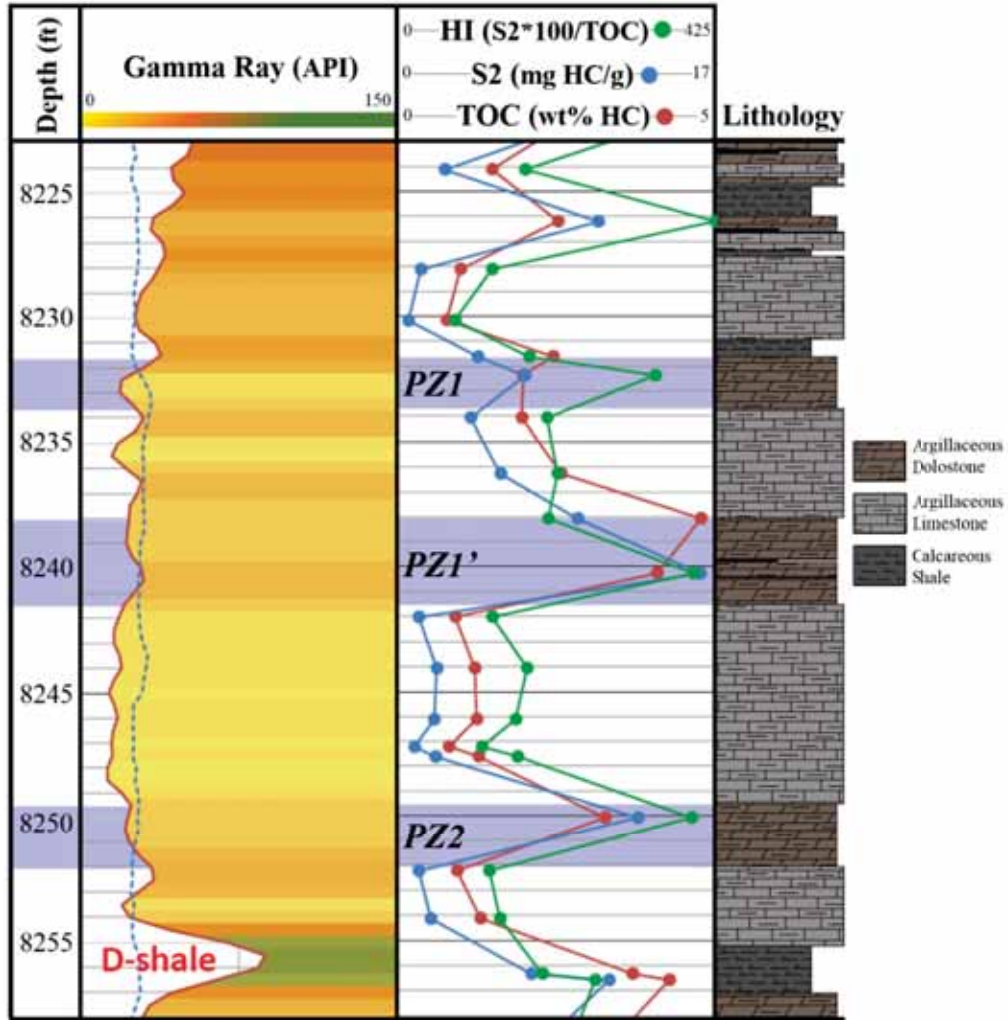 Depth (ft)
Gamma Ray (API)
0
150
0 HI (S2*100/TOC) 425
0 S2 (mg HC/g) 17
0 TOC (wt% HC) 5
Lithology
8225
8230
PZ1
8235
8240
PZ1'
8245
8250
PZ2
8255
D-shale
Argillaceous
Dolostone
Argillaceous
Limestone
Calcareous
Shale